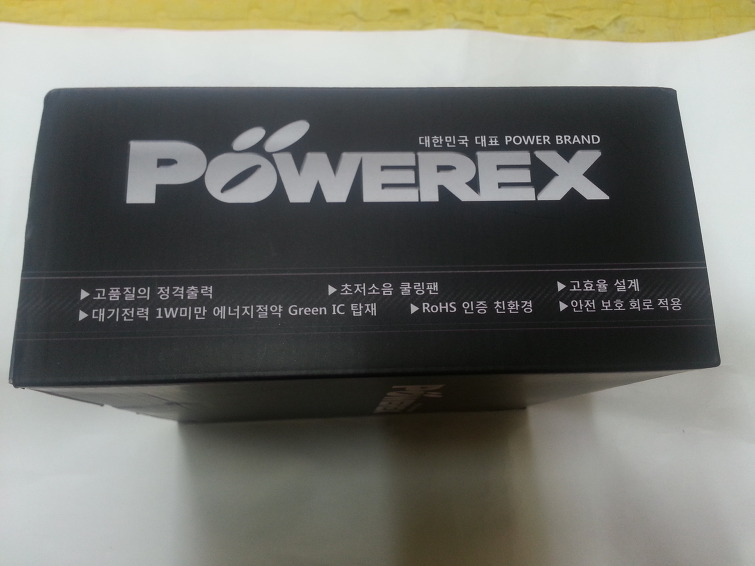 대한민국 대표 POWER BRAND
POWEREX
▶고품질의 정격출력 ▶초저소음 쿨링팬 ▶고효율 설계
▶대기전력 1W미만 에너지절약 Green IC 탑재 ▶RoHS 인증 친환경 ▶안전 보호 회로 적용
POWEREX